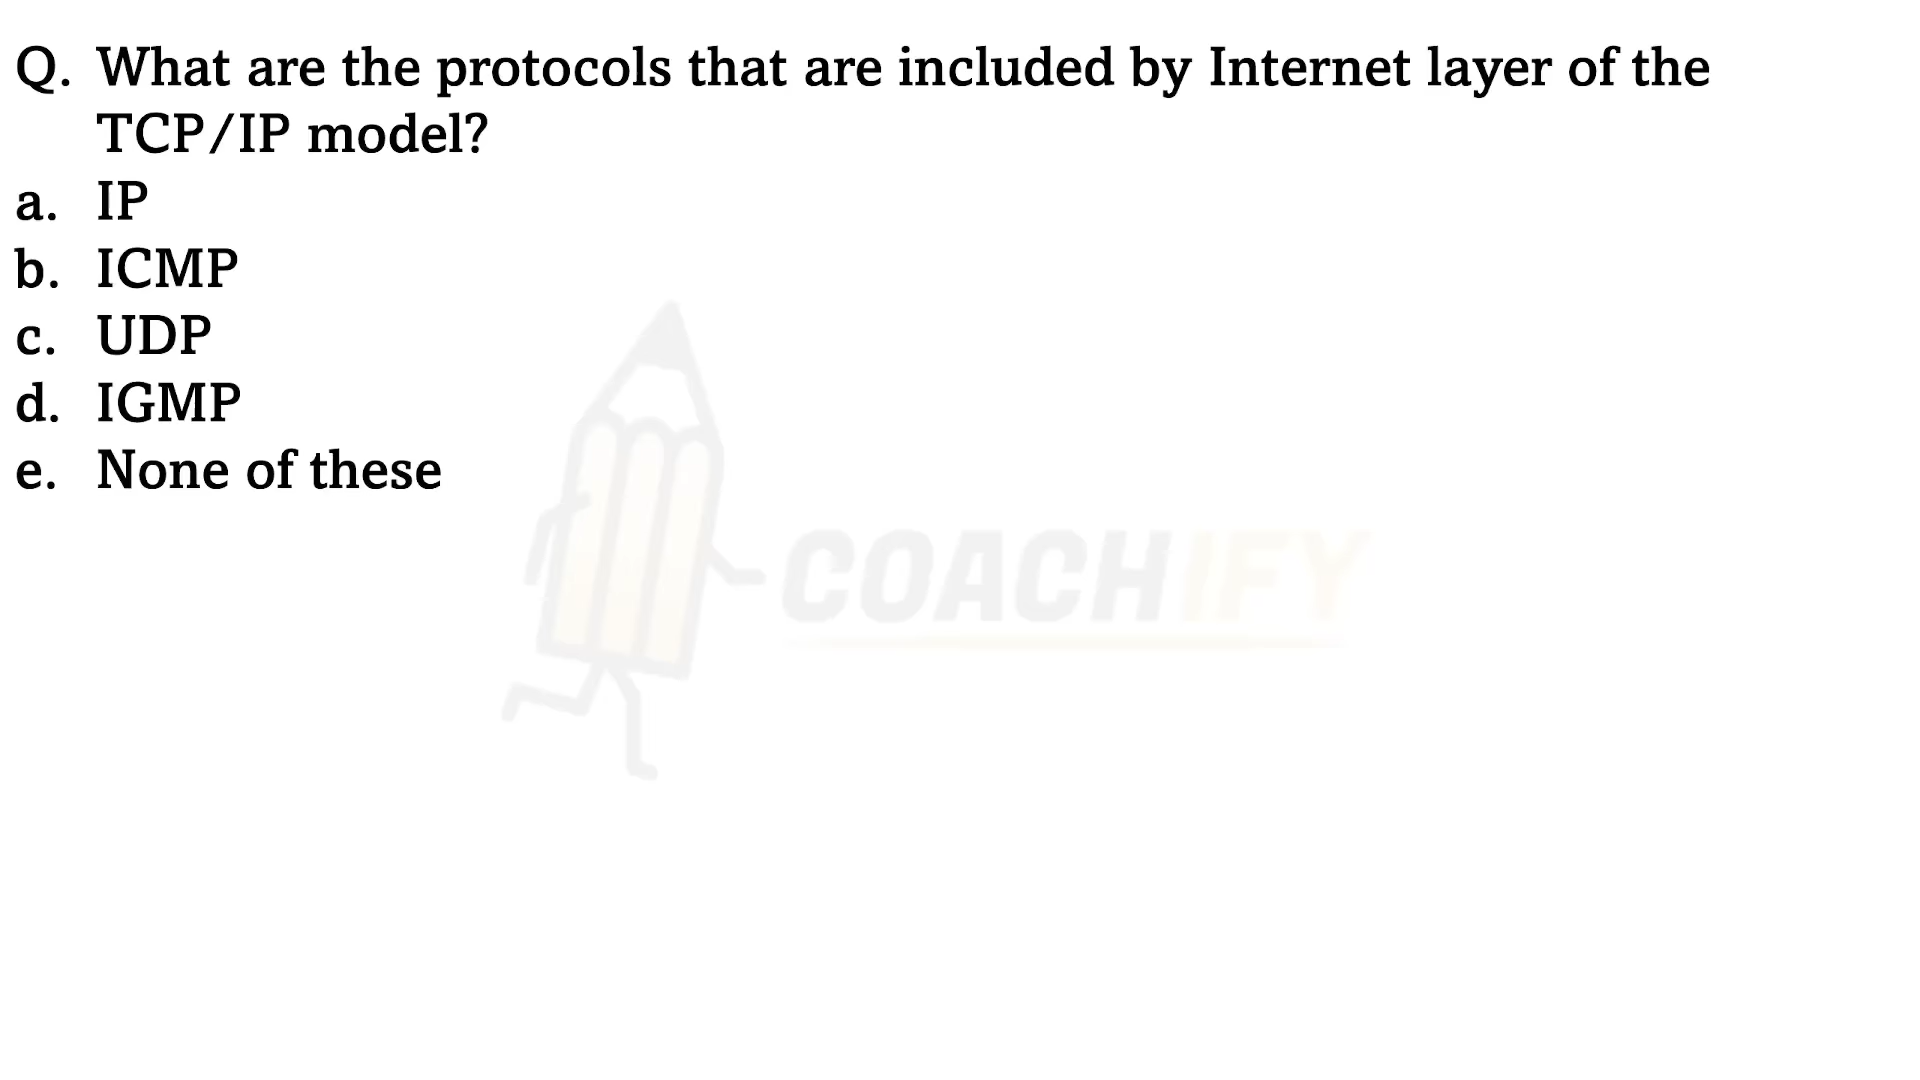 Q. What are the protocols that are included by Internet layer of the
TCP/IP model?
a. IP
b. ICMP
c. UDP
d. IGMP
e. None of these
COACHIFY